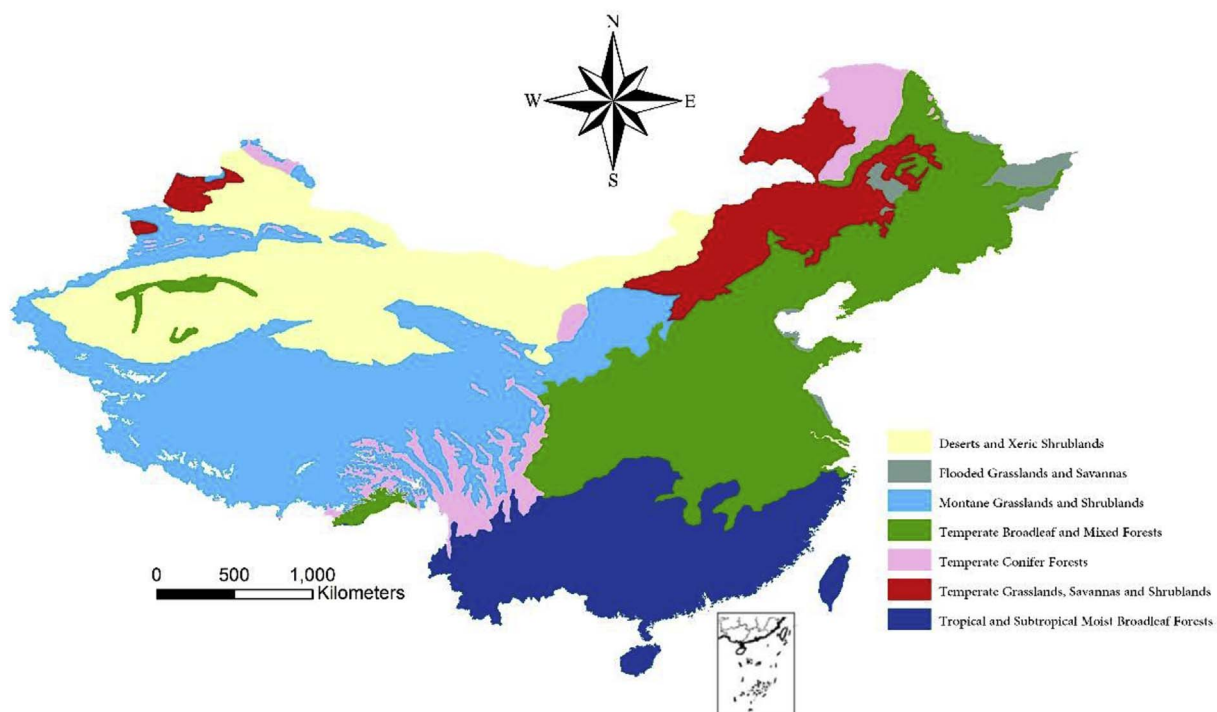 N
W E
S
Deserts and Xeric Shrublands
Flooded Grasslands and Savannas
Montane Grasslands and Shrublands
Temperate Broadleaf and Mixed Forests
Temperate Conifer Forests
Temperate Grasslands, Savannas and Shrublands
Tropical and Subtropical Moist Broadleaf Forests
0 500 1,000
Kilometers